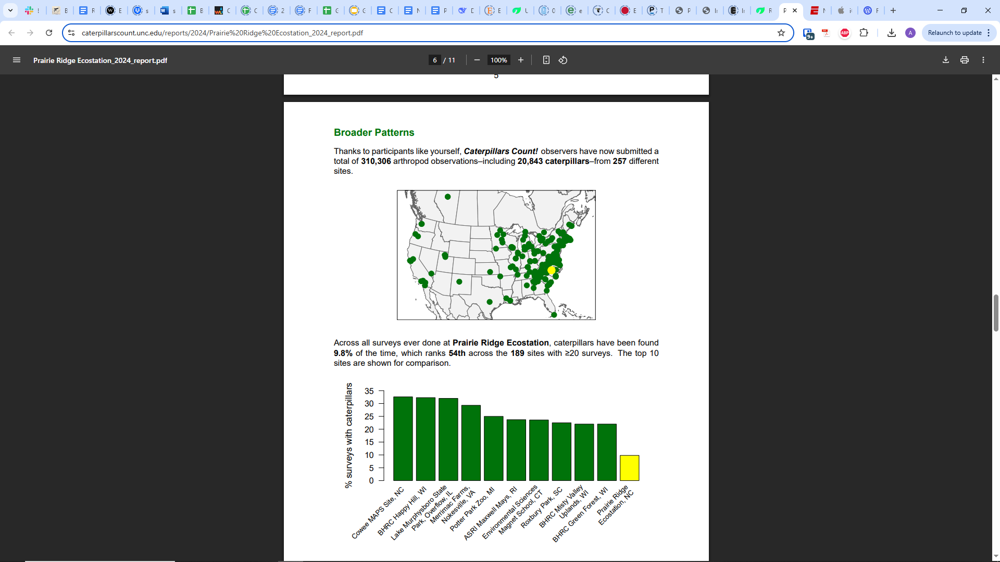 S
B
R
E
s
s
B
C
C
2
F
C
G
C
N
P
D
E
U
0
e
C
E
T
P
Ir
Ir
R
P
N
i(
F
caterpillarscount.unc.edu/reports/2024/Prairie%20Ridge%20Ecostation_2024_report.pdf
9+
ABP
A
Relaunch to update
Prairie Ridge Ecostation_2024_report.pdf
6 / 11
100%
5
Broader Patterns
Thanks to participants like yourself, Caterpillars Count! observers have now submitted a
total of 310,306 arthropod observations–including 20,843 caterpillars–from 257 different
sites.
Across all surveys ever done at Prairie Ridge Ecostation, caterpillars have been found
9.8% of the time, which ranks 54th across the 189 sites with ≥20 surveys. The top 10
sites are shown for comparison.
% surveys with caterpillars
35
30
25
20
15
10
5
0
Cowee MAPS Site, NC
BHRC Happy Hill, WI
Lake Murphysboro State
Park, Overflow, IL
Merrimac Farms,
Nokesville, VA
Potter Park Zoo, MI
ASRI Maxwell Mays, RI
Environmental Sciences
Magnet School, CT
Roxbury Park, SC
BHRC Misty Valley
Uplands, WI
BHRC Green Forest, WI
Prairie Ridge
Ecostation, NC